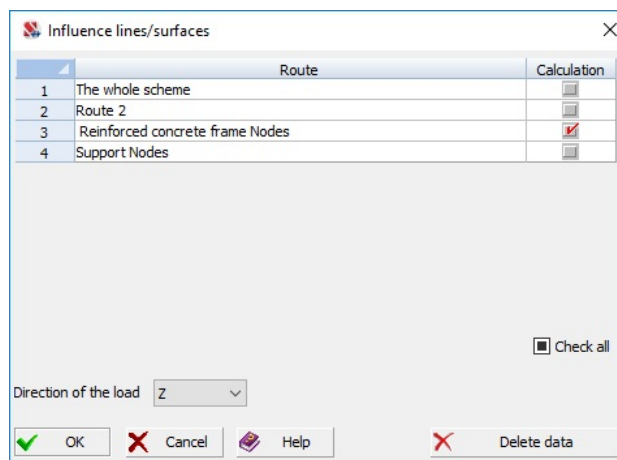 Influence lines/surfaces
Route Calculation
1 The whole scheme
2 Route 2
3 Reinforced concrete frame Nodes
4 Support Nodes
Check all
Direction of the load Z
OK Cancel Help Delete data